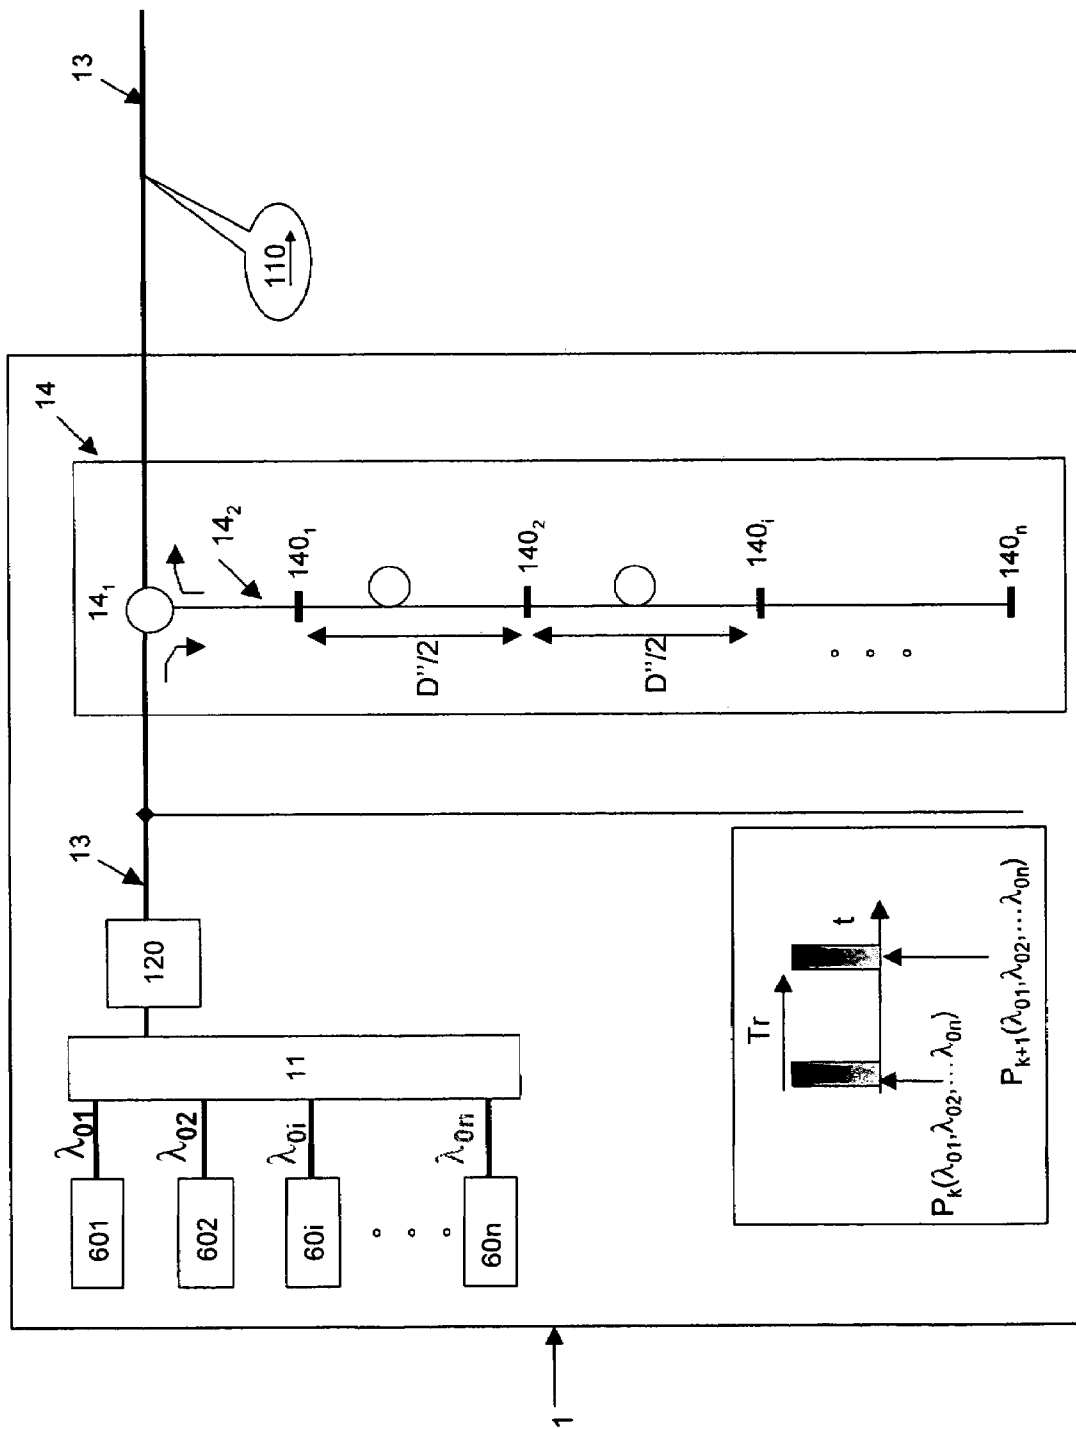 1
601
602
60i
60n
λ01
λ02
λ0i
λ0n
11
120
13
14
14₁
14₂
140₁
140₂
140ᵢ
140ₙ
D"/2
D"/2
110
13
Tr
t
Pₖ(λ₀₁,λ₀₂,...λ₀ₙ)
Pₖ₊₁(λ₀₁,λ₀₂,...λ₀ₙ)